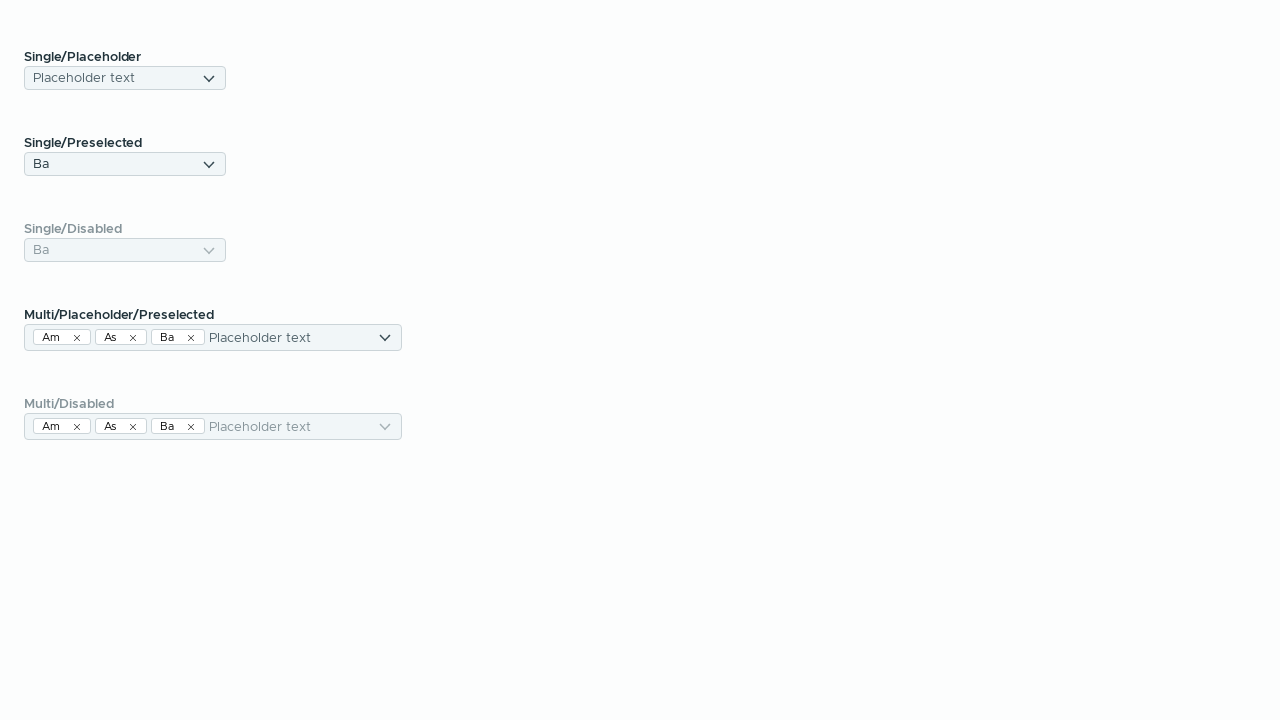 Single/Placeholder
Placeholder text
Single/Preselected
Ba
Single/Disabled
Ba
Multi/Placeholder/Preselected
Am As Ba Placeholder text
Multi/Disabled
Am As Ba Placeholder text